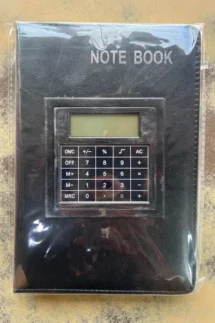 NOTE BOOK
ON/C +/- % √ AC
OFF 7 8 9 ÷
M+ 4 5 6 ×
M- 1 2 3 -
MRC 0 ·